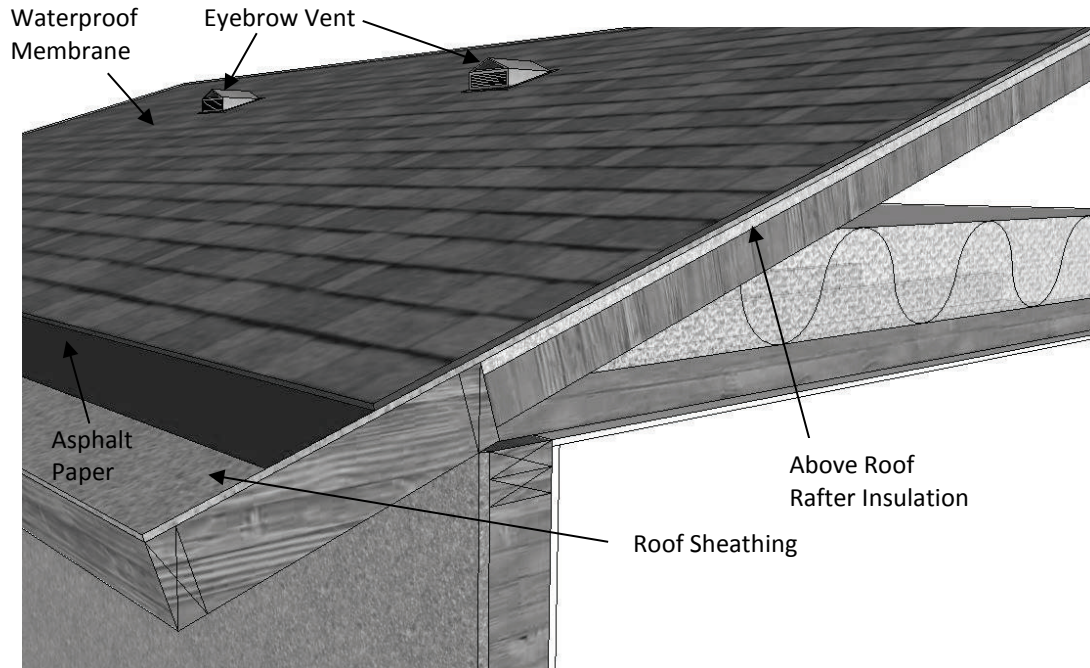 Waterproof
Membrane
Eyebrow Vent
Asphalt
Paper
Above Roof
Rafter Insulation
Roof Sheathing